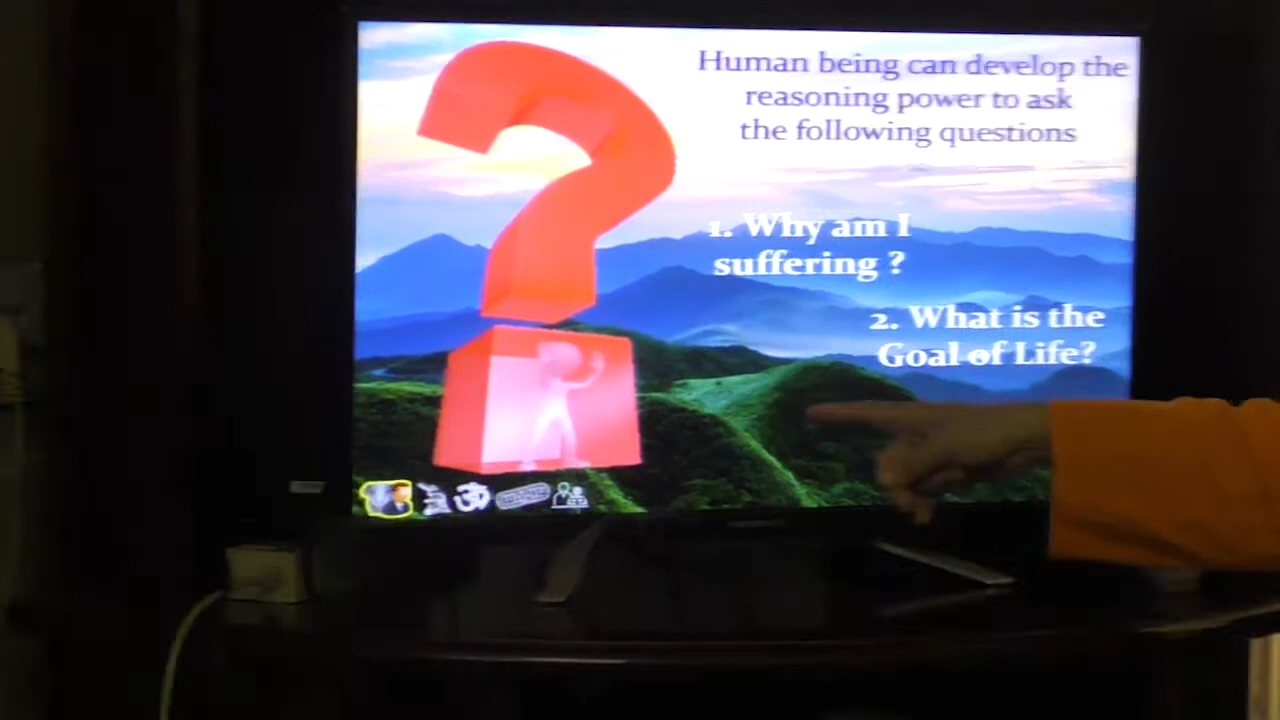 Human being can develop the
reasoning power to ask
the following questions
1. Why am I
suffering ?
2. What is the
Goal of Life?
ॐ